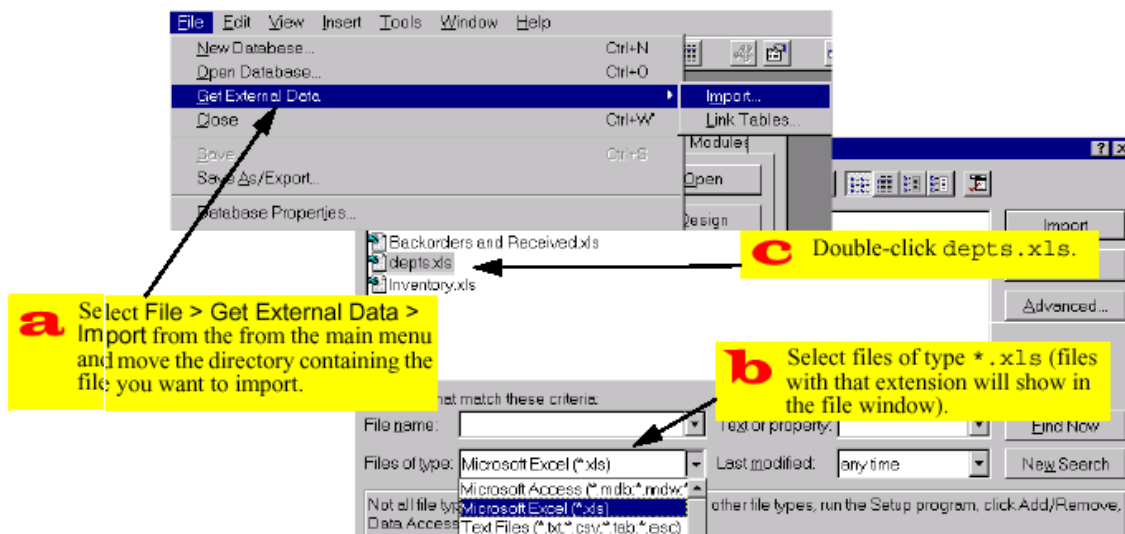 File Edit View Insert Tools Window Help
New Database... Ctrl+N
Open Database... Ctrl+O
Get External Data
Import...
Close Ctrl+W
Link Tables...
Save Ctrl+S
Modules
Save As/Export...
Open
Database Properties...
Design
Backorders and Received.xls
Import
depts.xls
c Double-click depts.xls.
Inventory.xls
Advanced...
a Select File > Get External Data >
Import from the from the main menu
and move the directory containing the
file you want to import.
b Select files of type *.xls (files
with that extension will show in
the file window).
match these criteria:
File name:
Text or property:
Find Now
Files of type: Microsoft Excel (*.xls)
Last modified: any time
New Search
Microsoft Access (*.mdb;*.mdw;*
Microsoft Excel (*.xls)
Text Files (*.txt;*.csv;*.tab;*.asc)
Not all file
other file types, run the Setup program, click Add/Remove,
Data Access